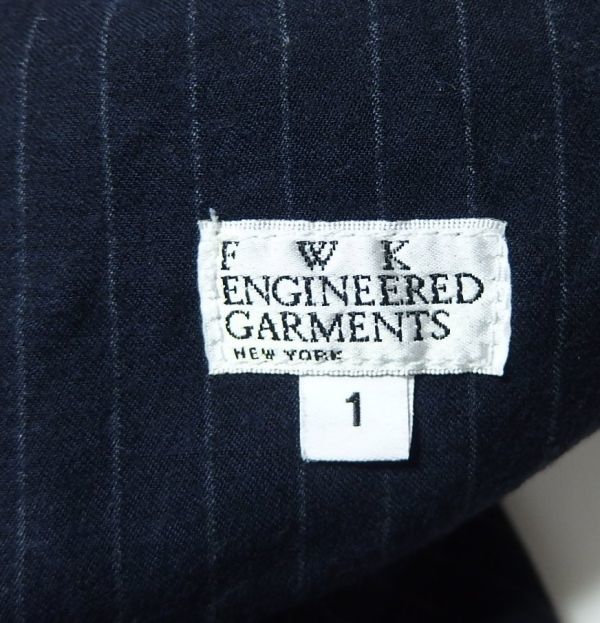 F W K
ENGINEERED
GARMENTS
NEW YORK
1